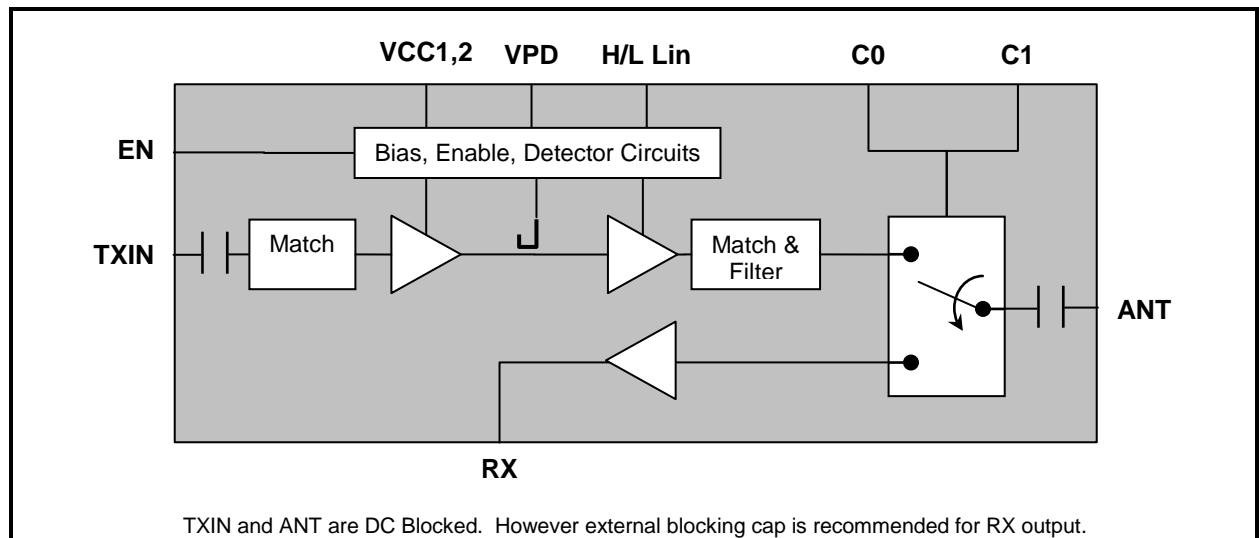 VCC1,2 VPD H/L Lin C0 C1
EN
Bias, Enable, Detector Circuits
TXIN
Match
Match &
Filter
ANT
RX
TXIN and ANT are DC Blocked. However external blocking cap is recommended for RX output.